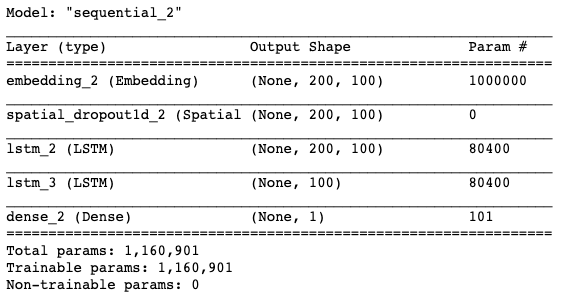 Model: "sequential_2"
Layer (type) Output Shape Param #
embedding_2 (Embedding) (None, 200, 100) 1000000
spatial_dropout1d_2 (Spatial (None, 200, 100) 0
lstm_2 (LSTM) (None, 200, 100) 80400
lstm_3 (LSTM) (None, 100) 80400
dense_2 (Dense) (None, 1) 101
Total params: 1,160,901
Trainable params: 1,160,901
Non-trainable params: 0